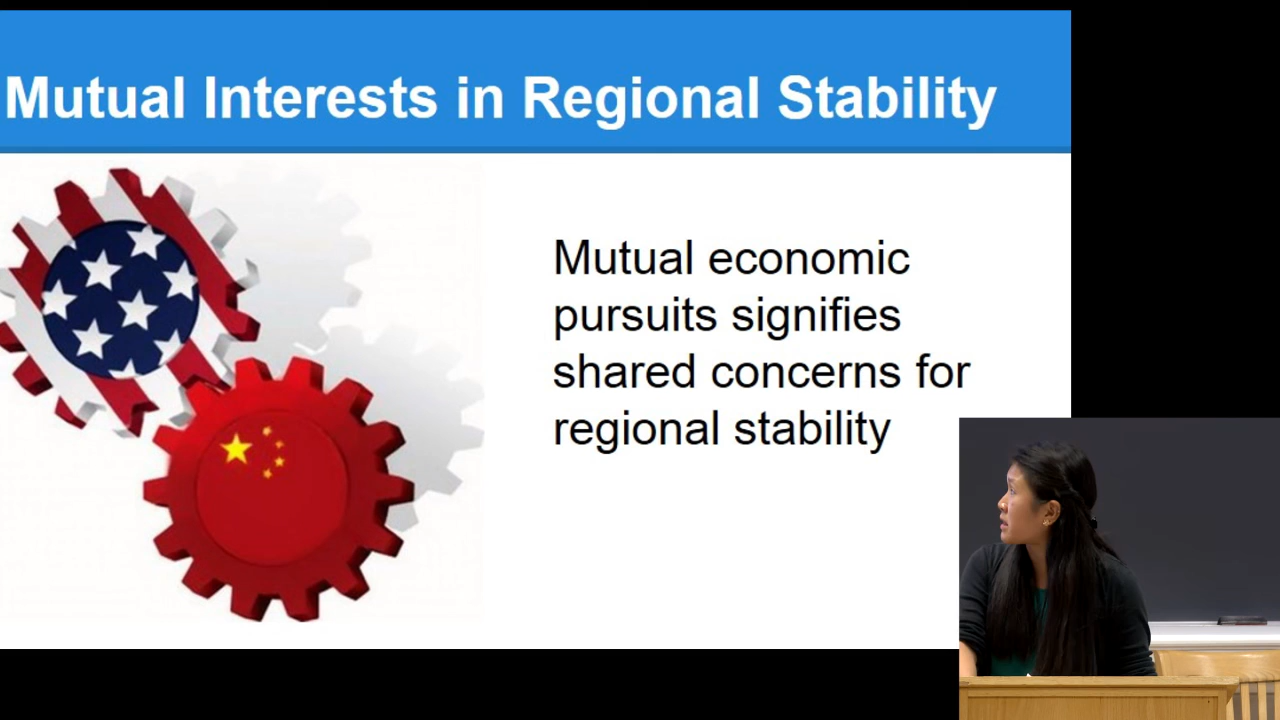 Mutual Interests in Regional Stability
Mutual economic
pursuits signifies
shared concerns for
regional stability